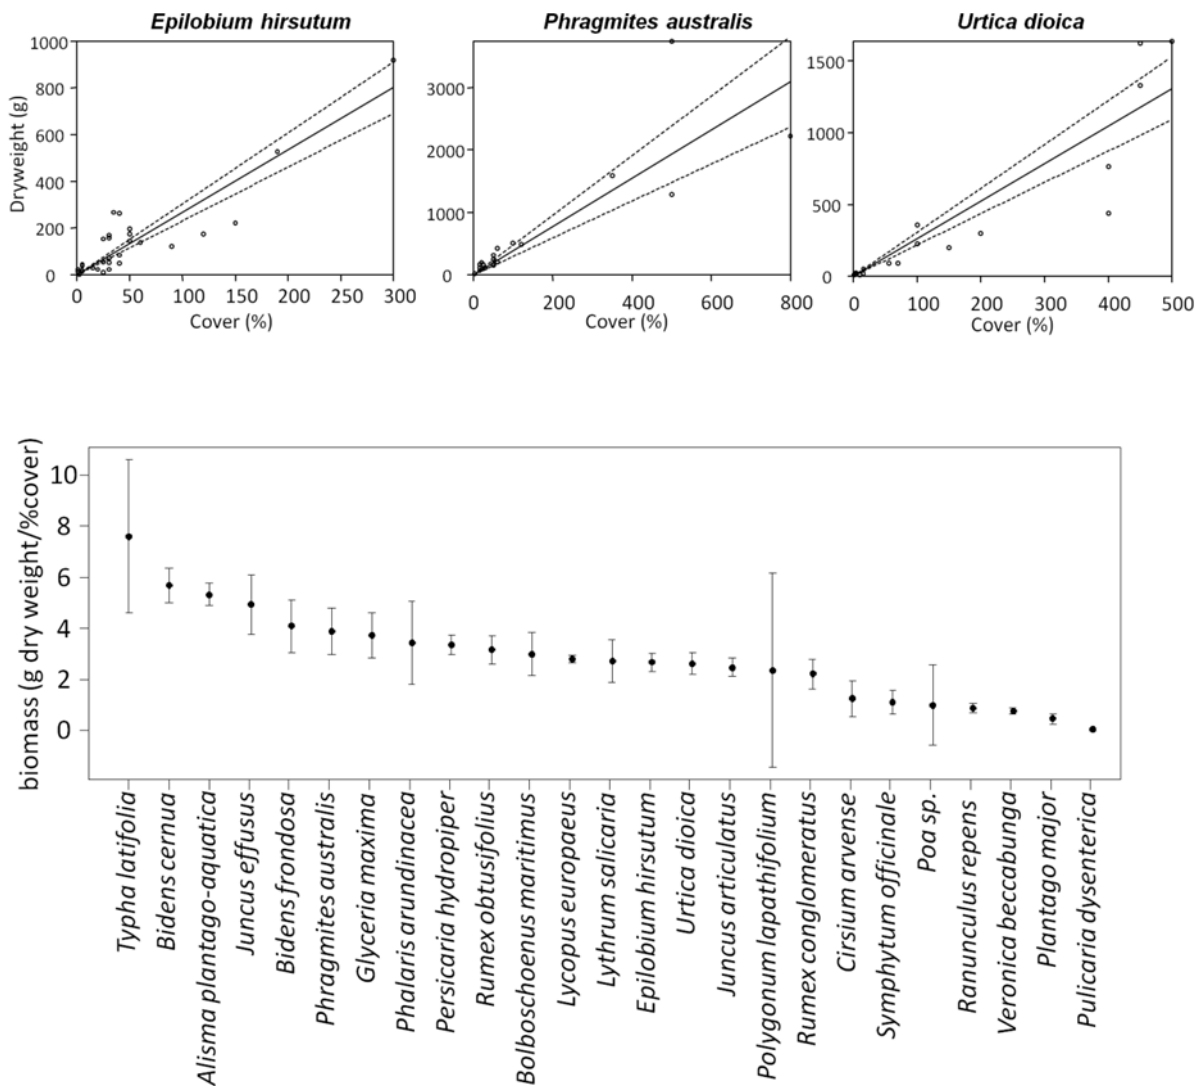 Epilobium hirsutum
Phragmites australis
Urtica dioica
Dryweight (g)
1000
800
600
400
200
0
0 50 100 150 200 250 300
Cover (%)
3000
2000
1000
0
0 200 400 600 800
Cover (%)
1500
1000
500
0
0 100 200 300 400 500
Cover (%)
biomass (g dry weight/%cover)
10
8
6
4
2
0
Typha latifolia
Bidens cernua
Alisma plantago-aquatica
Juncus effusus
Bidens frondosa
Phragmites australis
Glyceria maxima
Phalaris arundinacea
Persicaria hydropiper
Rumex obtusifolius
Bolboschoenus maritimus
Lycopus europaeus
Lythrum salicaria
Epilobium hirsutum
Urtica dioica
Juncus articulatus
Polygonum lapathifolium
Rumex conglomeratus
Cirsium arvense
Symphytum officinale
Poa sp.
Ranunculus repens
Veronica beccabunga
Plantago major
Pulicaria dysenterica